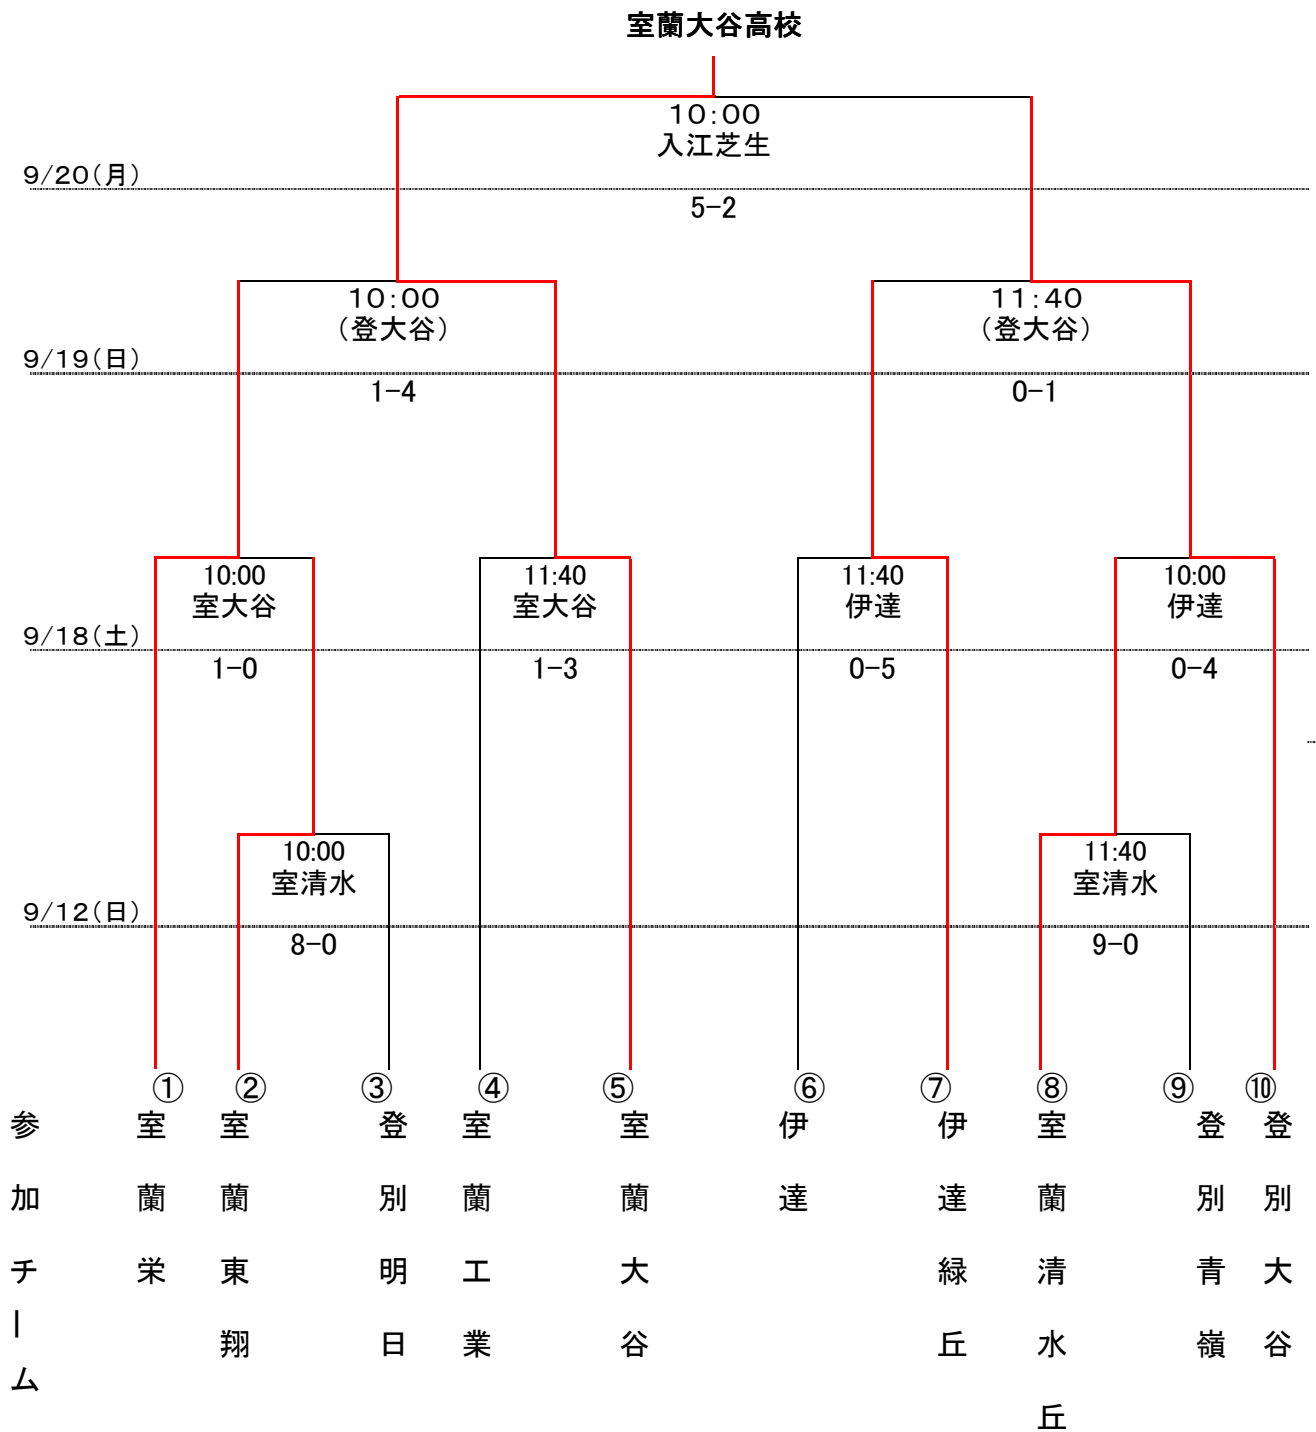 室蘭大谷高校
10:00
入江芝生
9/20(月)
5-2
10:00
(登大谷)
11:40
(登大谷)
9/19(日)
1-4
0-1
10:00
室大谷
11:40
室大谷
11:40
伊達
10:00
伊達
9/18(土)
1-0
1-3
0-5
0-4
10:00
室清水
11:40
室清水
9/12(日)
8-0
9-0
① ② ③ ④ ⑤ ⑥ ⑦ ⑧ ⑨ ⑩
参加チーム
室蘭栄
室蘭東翔
登別明日
室蘭工業
室蘭大谷
伊達
伊達緑丘
室蘭清水丘
登別青嶺
登別大谷